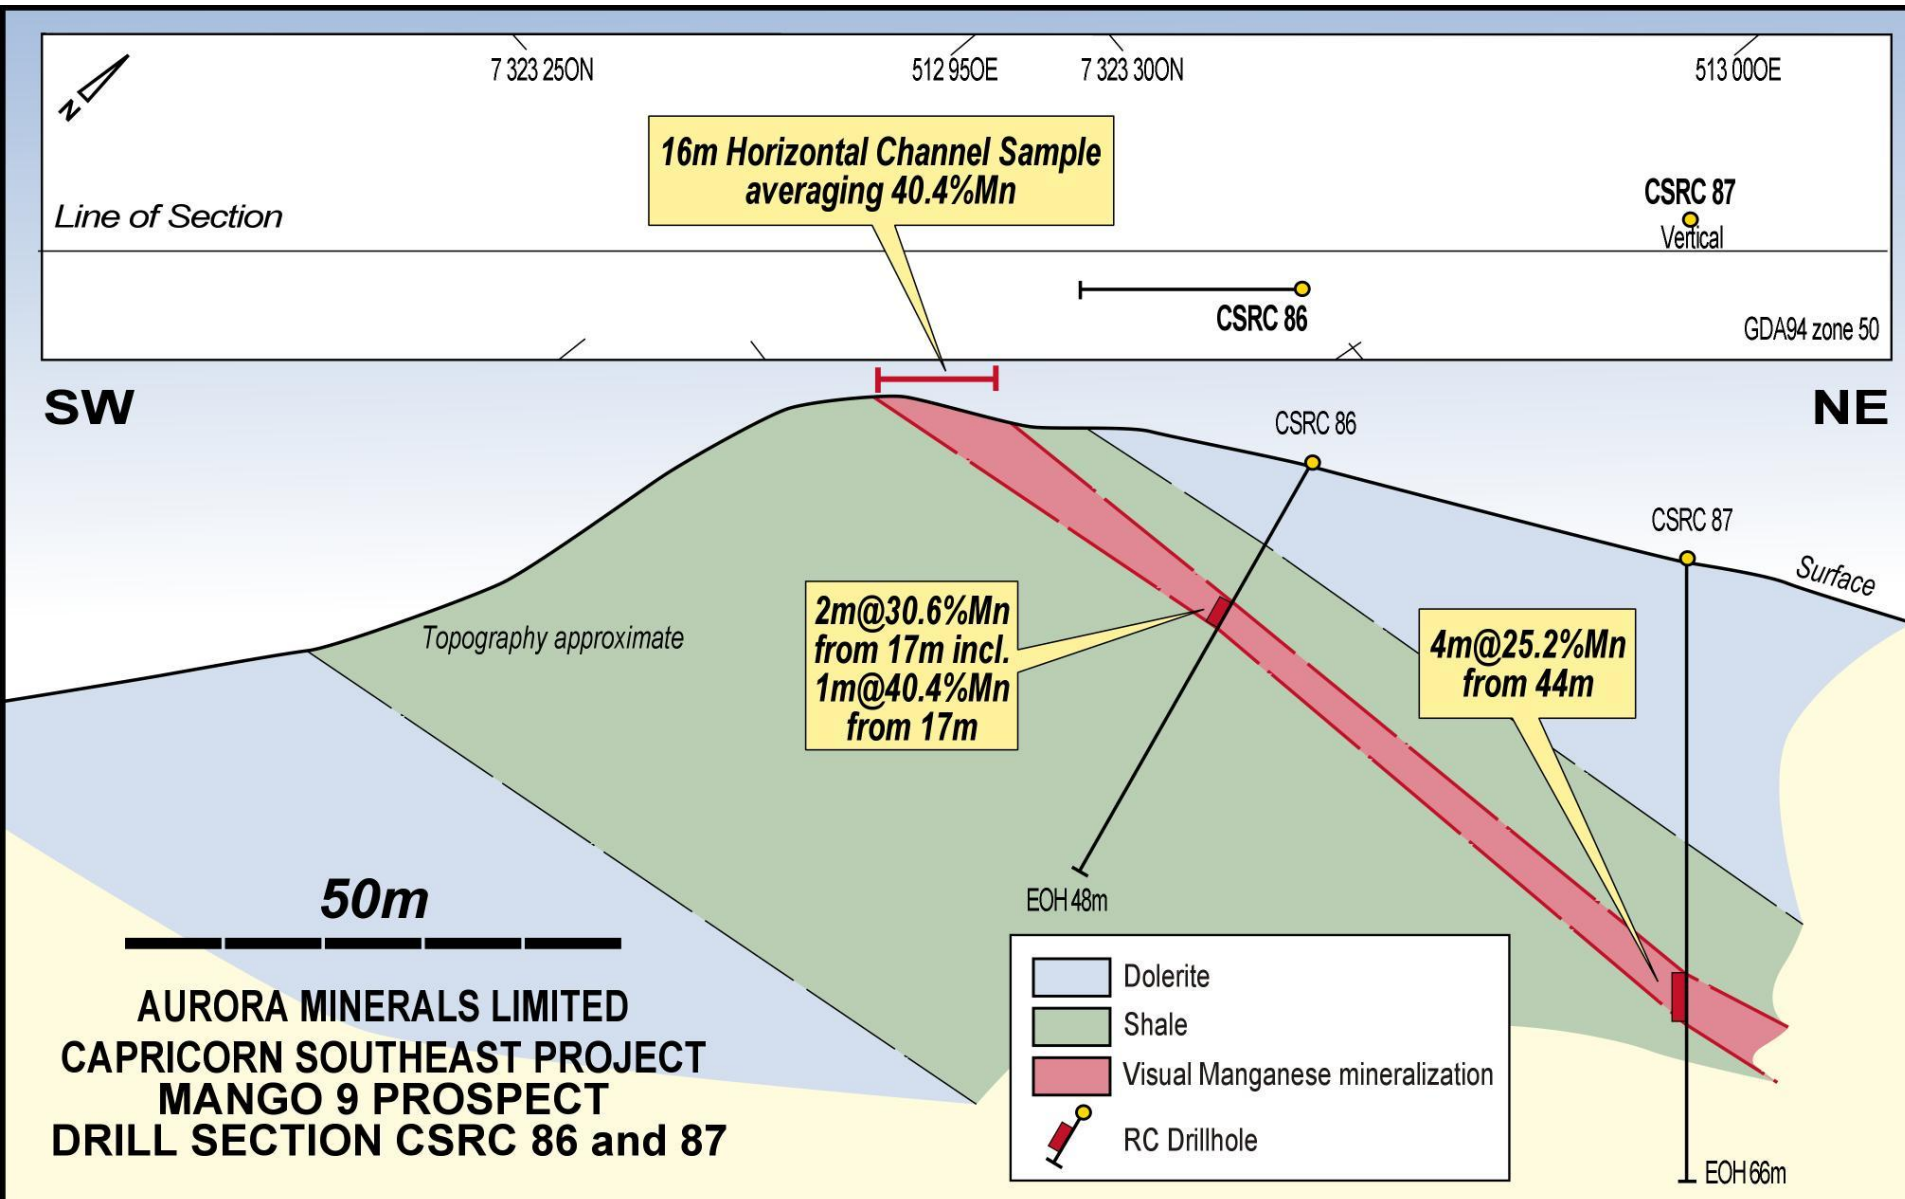 7 323 25ON
512 95OE
7 323 30ON
513 00OE
N
16m Horizontal Channel Sample
averaging 40.4%Mn
CSRC 87
Vertical
Line of Section
CSRC 86
GDA94 zone 50
SW
NE
CSRC 86
CSRC 87
Surface
2m@30.6%Mn
from 17m incl.
1m@40.4%Mn
from 17m
Topography approximate
4m@25.2%Mn
from 44m
50m
EOH 48m
AURORA MINERALS LIMITED
CAPRICORN SOUTHEAST PROJECT
MANGO 9 PROSPECT
DRILL SECTION CSRC 86 and 87
Dolerite
Shale
Visual Manganese mineralization
RC Drillhole
EOH 66m